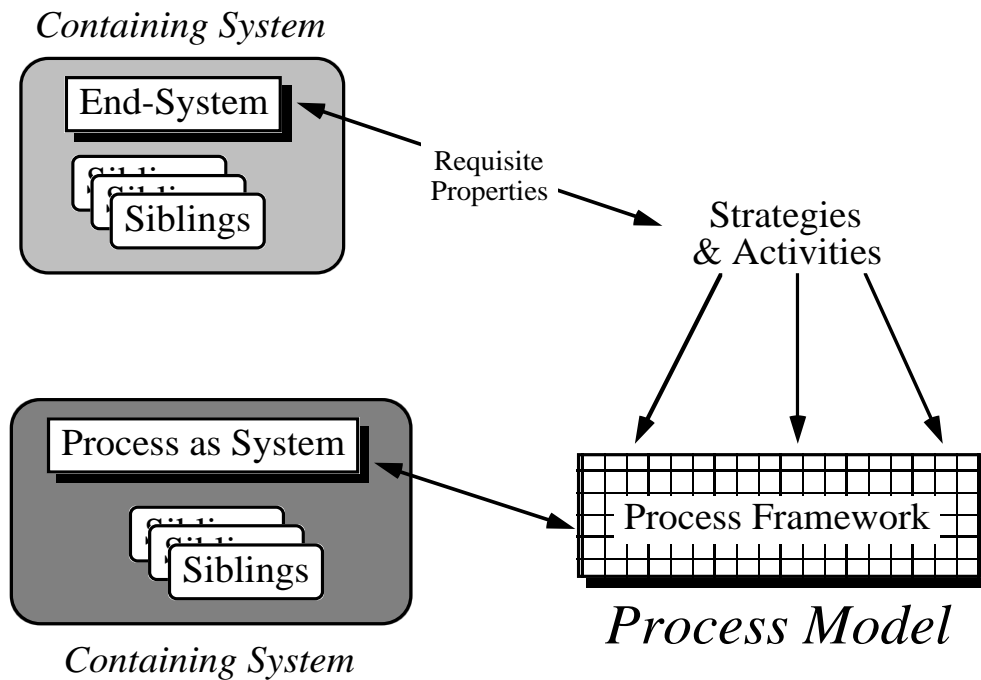 Containing System
End-System
Siblings
Requisite
Properties
Strategies
& Activities
Process as System
Siblings
Process Framework
Process Model
Containing System